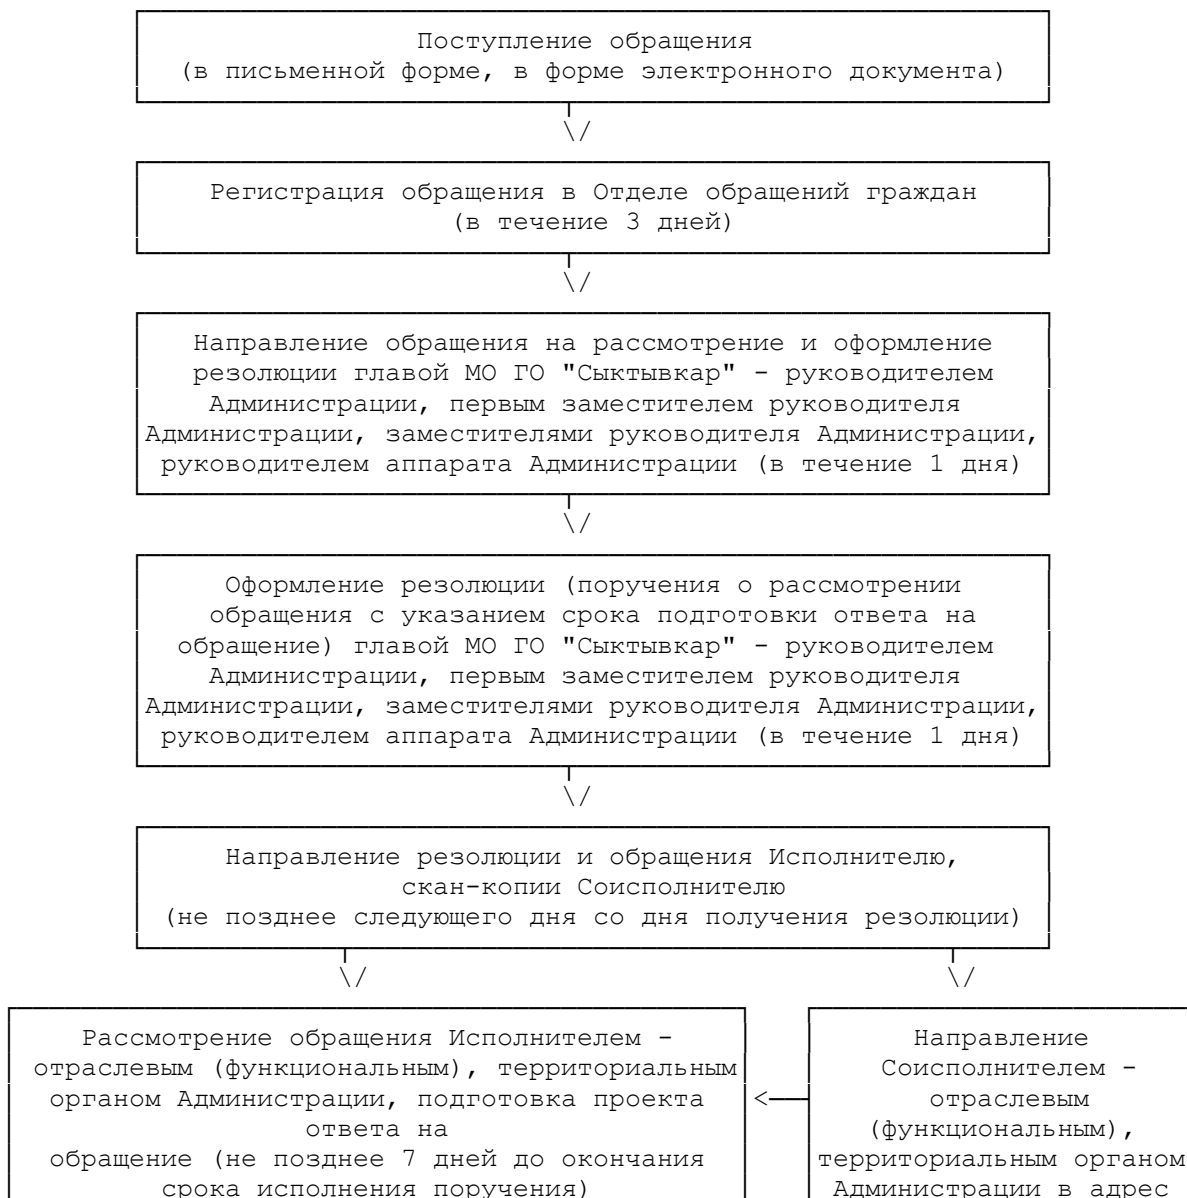 Поступление обращения
(в письменной форме, в форме электронного документа)
\/
Регистрация обращения в Отделе обращений граждан
(в течение 3 дней)
\/
Направление обращения на рассмотрение и оформление
резолюции главой МО ГО "Сыктывкар" - руководителем
Администрации, первым заместителем руководителя
Администрации, заместителями руководителя Администрации,
руководителем аппарата Администрации (в течение 1 дня)
\/
Оформление резолюции (поручения о рассмотрении
обращения с указанием срока подготовки ответа на
обращение) главой МО ГО "Сыктывкар" - руководителем
Администрации, первым заместителем руководителя
Администрации, заместителями руководителя Администрации,
руководителем аппарата Администрации (в течение 1 дня)
\/
Направление резолюции и обращения Исполнителю,
скан-копии Соисполнителю
(не позднее следующего дня со дня получения резолюции)
\/ \/
Рассмотрение обращения Исполнителем -
отраслевым (функциональным), территориальным
органом Администрации, подготовка проекта
ответа на
обращение (не позднее 7 дней до окончания
срока исполнения поручения)
<
Направление
Соисполнителем -
отраслевым
(функциональным),
территориальным органом
Администрации в адрес